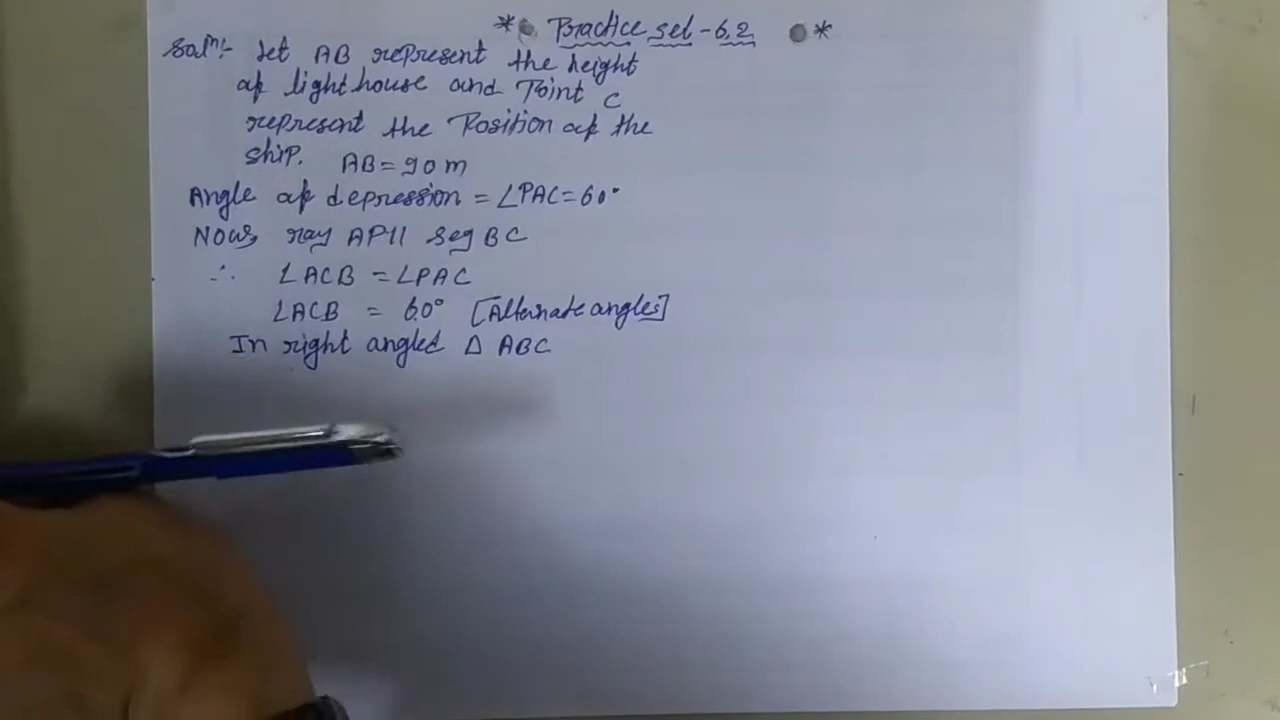 * Practice set - 6.2 *
Solⁿ:- Let AB represent the height
of lighthouse and Point C
represent the Position of the
ship. AB = 90 m
Angle of depression = ∠PAC = 60°
Now, ray AP || seg BC
∴ ∠ACB = ∠PAC
∠ACB = 60° [Alternate angles]
In right angled Δ ABC